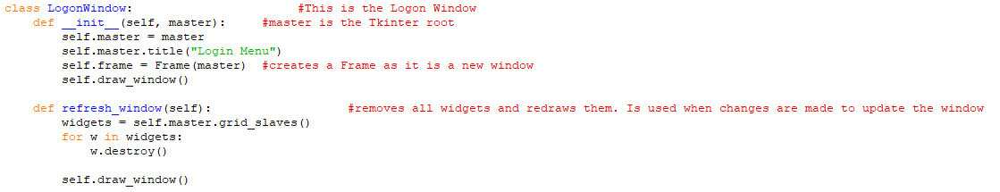 class LogonWindow:                       #This is the Logon Window
    def __init__(self, master):     #master is the Tkinter root
        self.master = master
        self.master.title("Login Menu")
        self.frame = Frame(master)  #creates a Frame as it is a new window
        self.draw_window()

    def refresh_window(self):                   #removes all widgets and redraws them. Is used when changes are made to update the window
        widgets = self.master.grid_slaves()
        for w in widgets:
            w.destroy()

        self.draw_window()